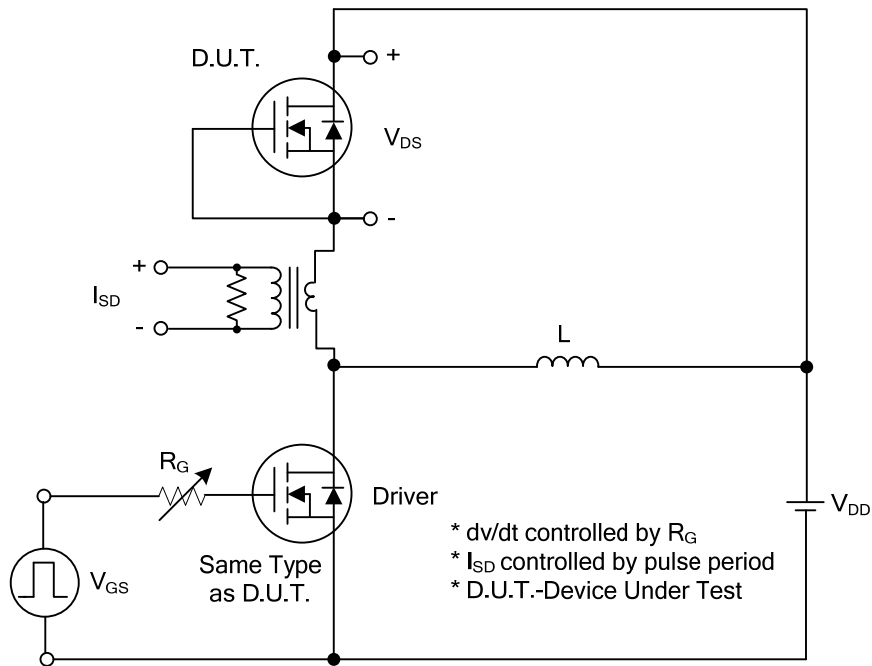 D.U.T.
+
VDS
-
+
ISD
-
L
RG
Driver
VDD
VGS
Same Type
as D.U.T.
* dv/dt controlled by RG
* ISD controlled by pulse period
* D.U.T.-Device Under Test